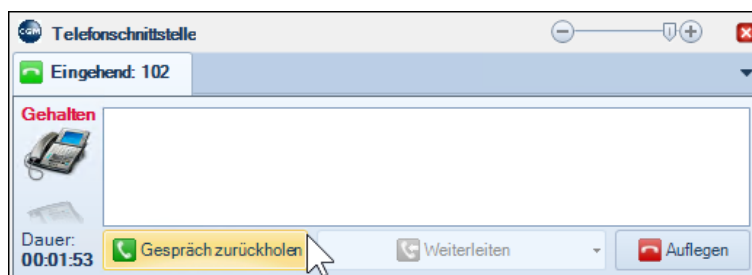 CGM Telefonschnittstelle
Eingehend: 102
Gehalten
Dauer:
00:01:53
Gespräch zurückholen
Weiterleiten
Auflegen